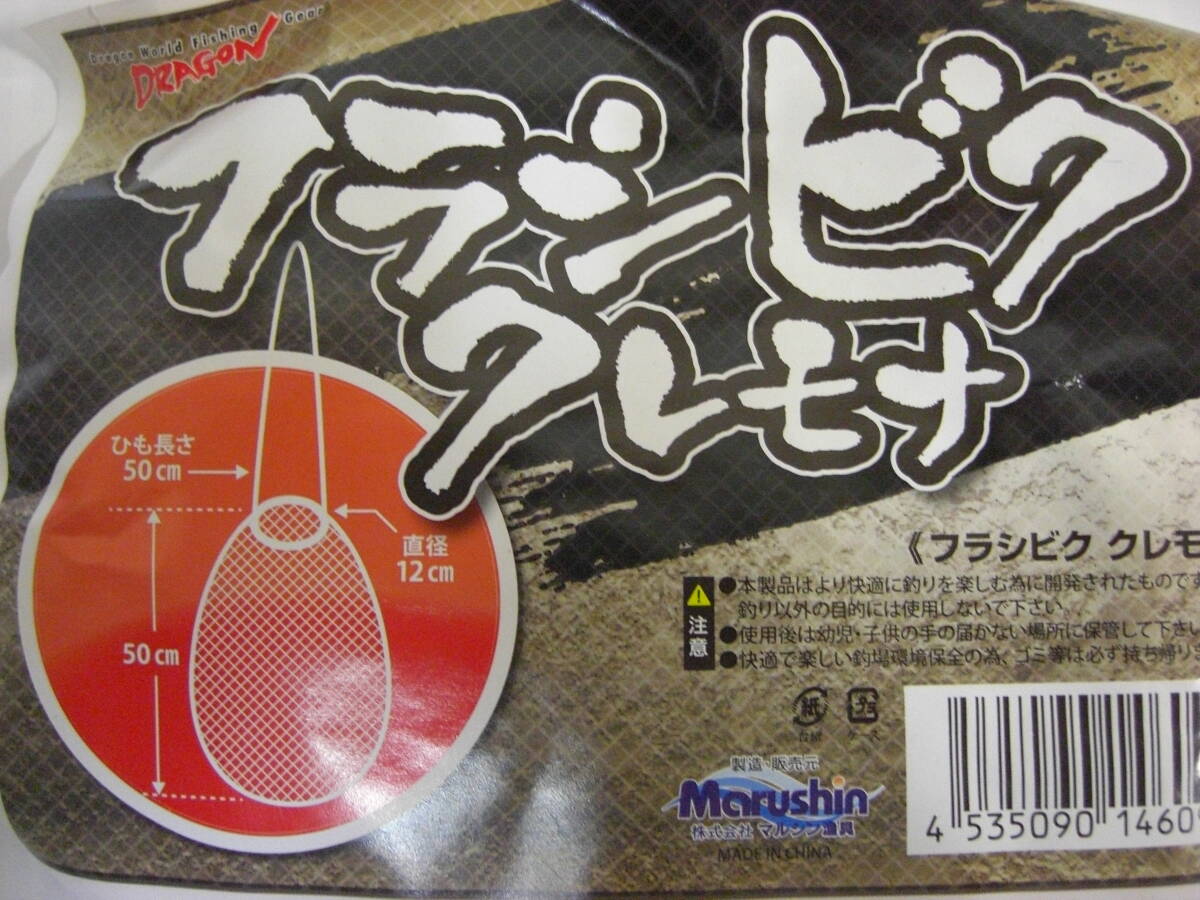 Dragon World Fishing Gear
DRAGON
フラシビク
クレモナ
ひも長さ
50cm
直径
12cm
50cm
《フラシビク クレモ
注意
●本製品はより快適に釣りを楽しむ為に開発されたものです
釣り以外の目的には使用しないで下さい。
●使用後は幼児・子供の手の届かない場所に保管して下さい
●快適で楽しい釣場環境保全の為、ゴミ等は必ず持ち帰りま
紙 プラ
台紙 ケース
製造・販売元
Marushin
株式会社 マルシン漁具
MADE IN CHINA
4 535090 14609